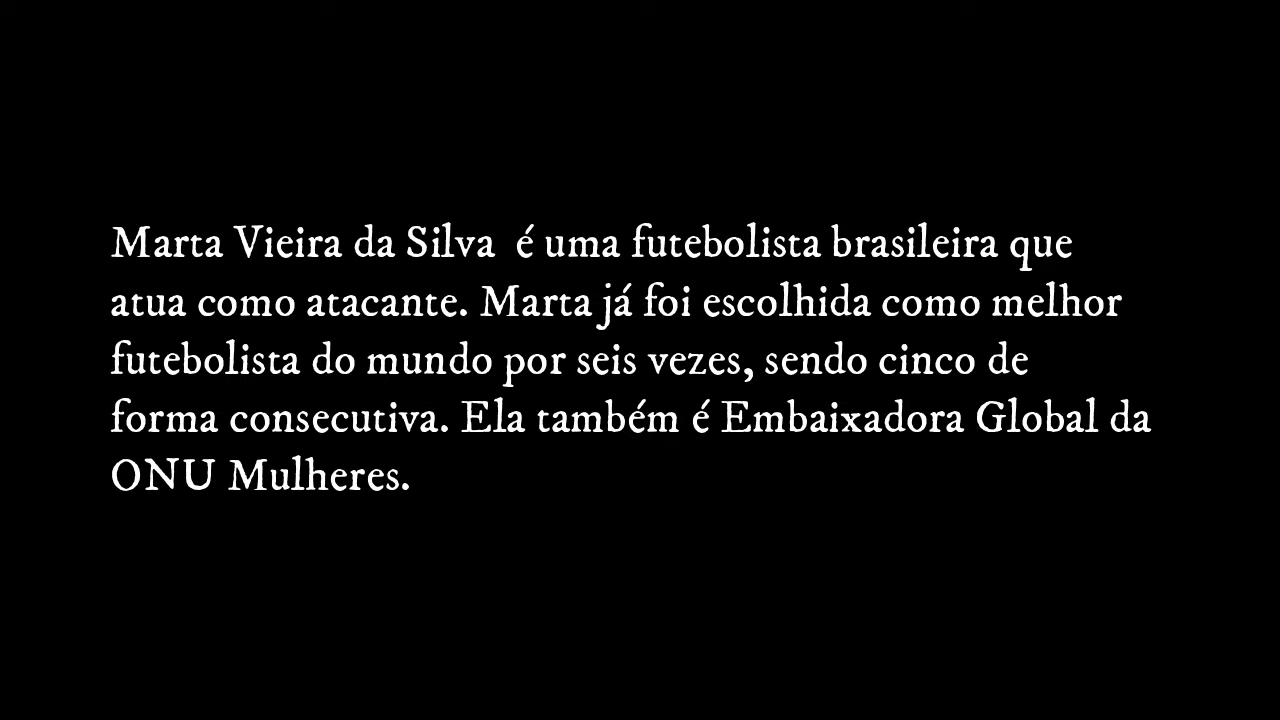 Marta Vieira da Silva  é uma futebolista brasileira que
atua como atacante. Marta já foi escolhida como melhor
futebolista do mundo por seis vezes, sendo cinco de
forma consecutiva. Ela também é Embaixadora Global da
ONU Mulheres.